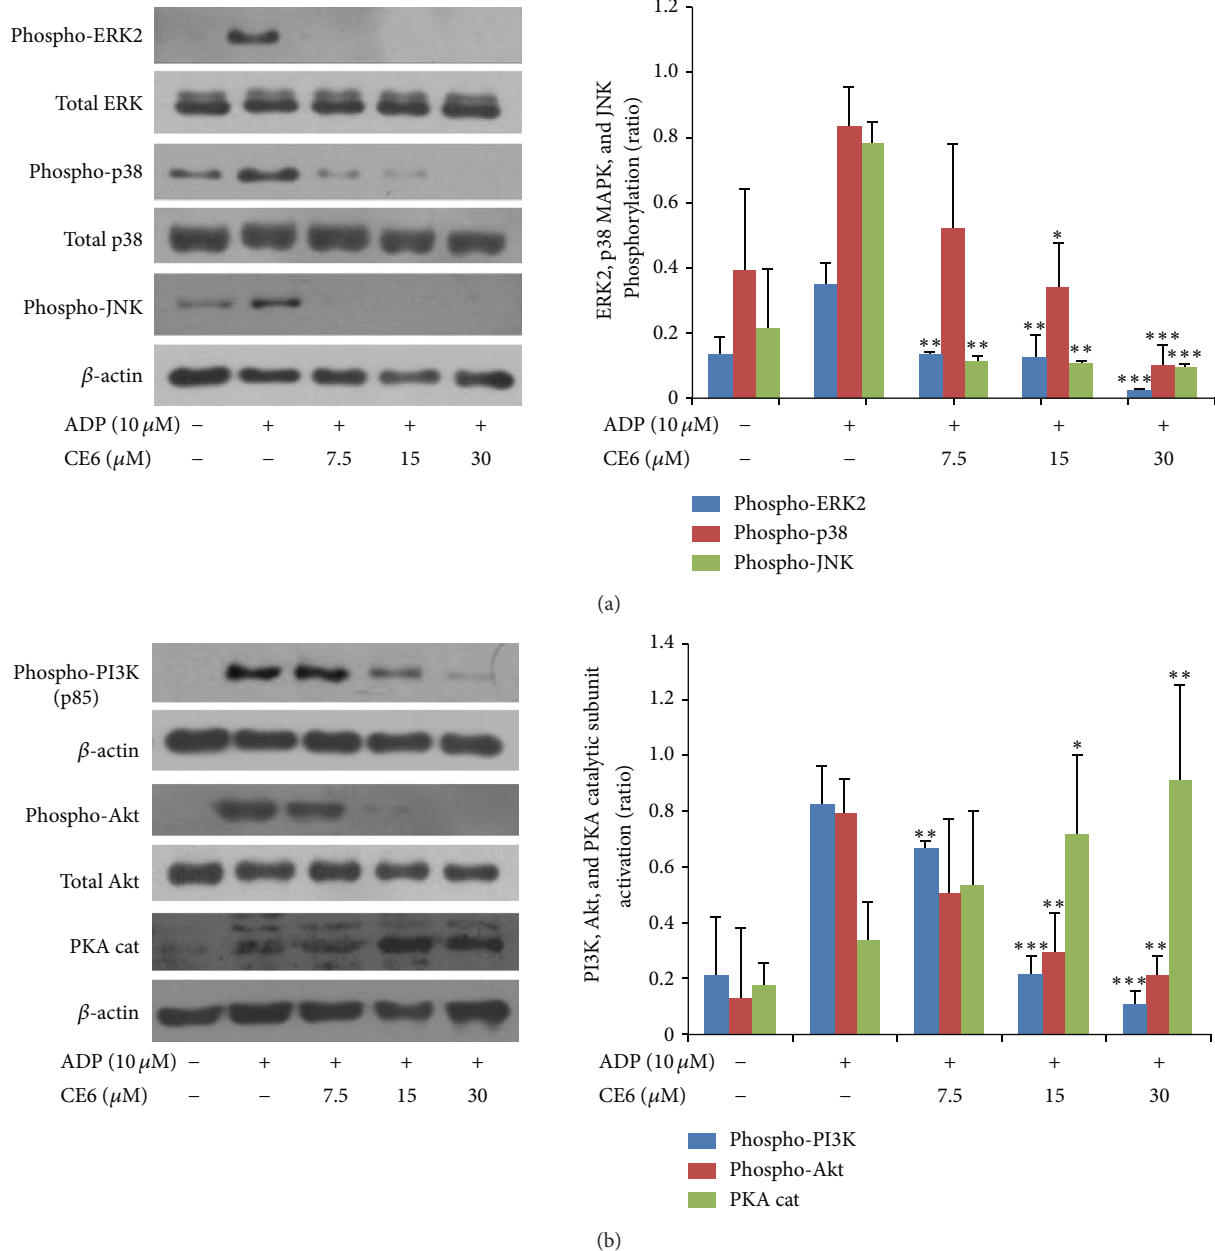 Phospho-ERK2
Total ERK
Phospho-p38
Total p38
Phospho-JNK
β-actin
ADP (10 μM) − + + + +
CE6 (μM) − − 7.5 15 30
ERK2, p38 MAPK, and JNK
Phosphorylation (ratio)
1.2
1.0
0.8
0.6
0.4
0.2
0
*
** ** ** ** *** *** ***
ADP (10 μM) − + + + +
CE6 (μM) − − 7.5 15 30
Phospho-ERK2
Phospho-p38
Phospho-JNK
(a)
Phospho-PI3K
(p85)
β-actin
Phospho-Akt
Total Akt
PKA cat
β-actin
ADP (10 μM) − + + + +
CE6 (μM) − − 7.5 15 30
PI3K, Akt, and PKA catalytic subunit
activation (ratio)
1.4
1.2
1.0
0.8
0.6
0.4
0.2
0
** *** ** * *** ** **
ADP (10 μM) − + + + +
CE6 (μM) − − 7.5 15 30
Phospho-PI3K
Phospho-Akt
PKA cat
(b)